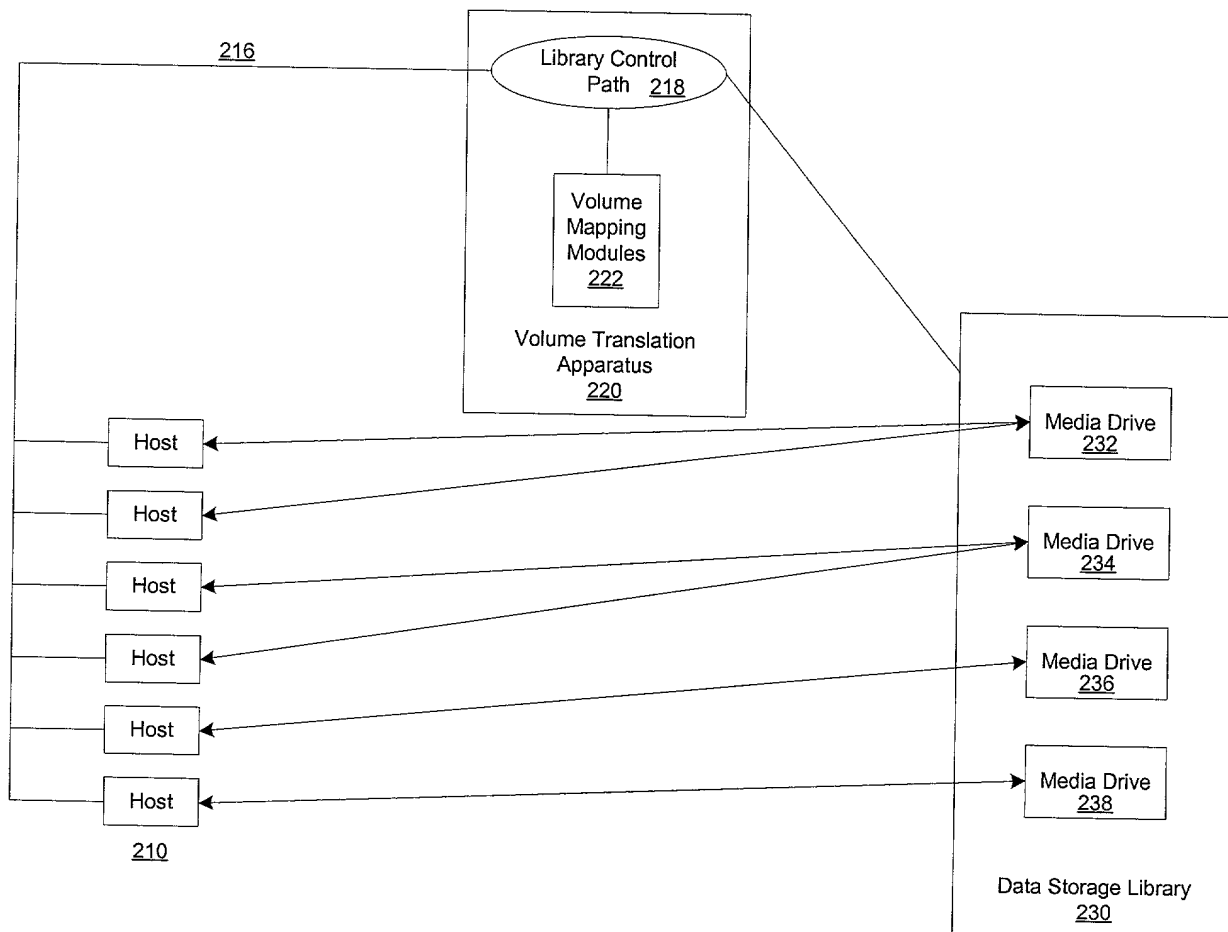 216
Library Control
Path 218
Volume
Mapping
Modules
222
Volume Translation
Apparatus
220
Host
Host
Host
Host
Host
Host
210
Media Drive
232
Media Drive
234
Media Drive
236
Media Drive
238
Data Storage Library
230